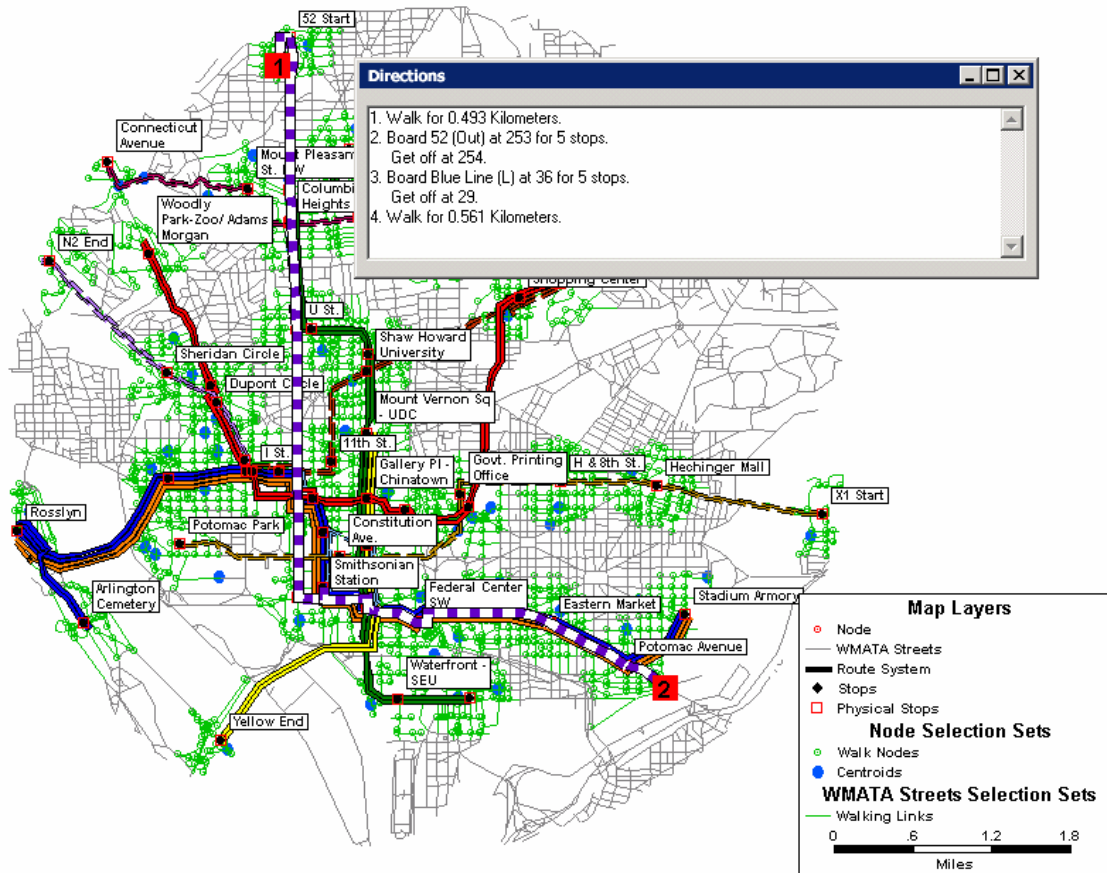 52 Start
1
Directions
1. Walk for 0.493 Kilometers.
2. Board 52 (Out) at 253 for 5 stops.
Get off at 254.
3. Board Blue Line (L) at 36 for 5 stops.
Get off at 29.
4. Walk for 0.561 Kilometers.
Connecticut
Avenue
Mount Pleasan
St.
Columbi
Heights
Woodly
Park-Zoo/ Adams
Morgan
N2 End
Shopping Center
U St.
Shaw Howard
University
Sheridan Circle
Dupont Circle
Mount Vernon Sq
- UDC
I St.
11th St.
Gallery Pl -
Chinatown
Govt. Printing
Office
H & 8th St.
Hechinger Mall
X1 Start
Rosslyn
Potomac Park
Constitution
Ave.
Smithsonian
Station
Arlington
Cemetery
Federal Center
SW
Eastern Market
Stadium Armory
Potomac Avenue
Waterfront -
SEU
2
Yellow End
Map Layers
Node
WMATA Streets
Route System
Stops
Physical Stops
Node Selection Sets
Walk Nodes
Centroids
WMATA Streets Selection Sets
Walking Links
0 .6 1.2 1.8
Miles